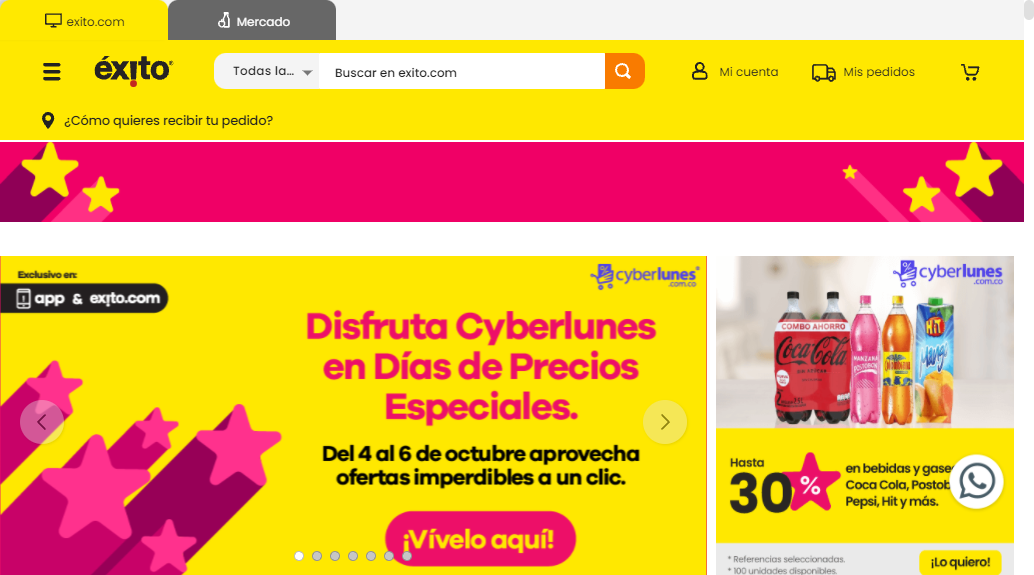 exito.com
Mercado
éxito
Todas la...
Buscar en exito.com
Mi cuenta
Mis pedidos
¿Cómo quieres recibir tu pedido?
Exclusivo en:
app & exito.com
cyberlunes
.com.co
Disfruta Cyberlunes
en Días de Precios
Especiales.
Del 4 al 6 de octubre aprovecha
ofertas imperdibles a un clic.
¡Vívelo aquí!
cyberlunes
.com.co
COMBO AHORRO
Coca-Cola
SIN AZÚCAR
MANZANA
POSTOBÓN
HIT
Mango
Hasta
30%
en bebidas y gase
Coca Cola, Postob
Pepsi, Hit y más.
* Referencias seleccionadas.
* 100 unidades disponibles.
¡Lo quiero!